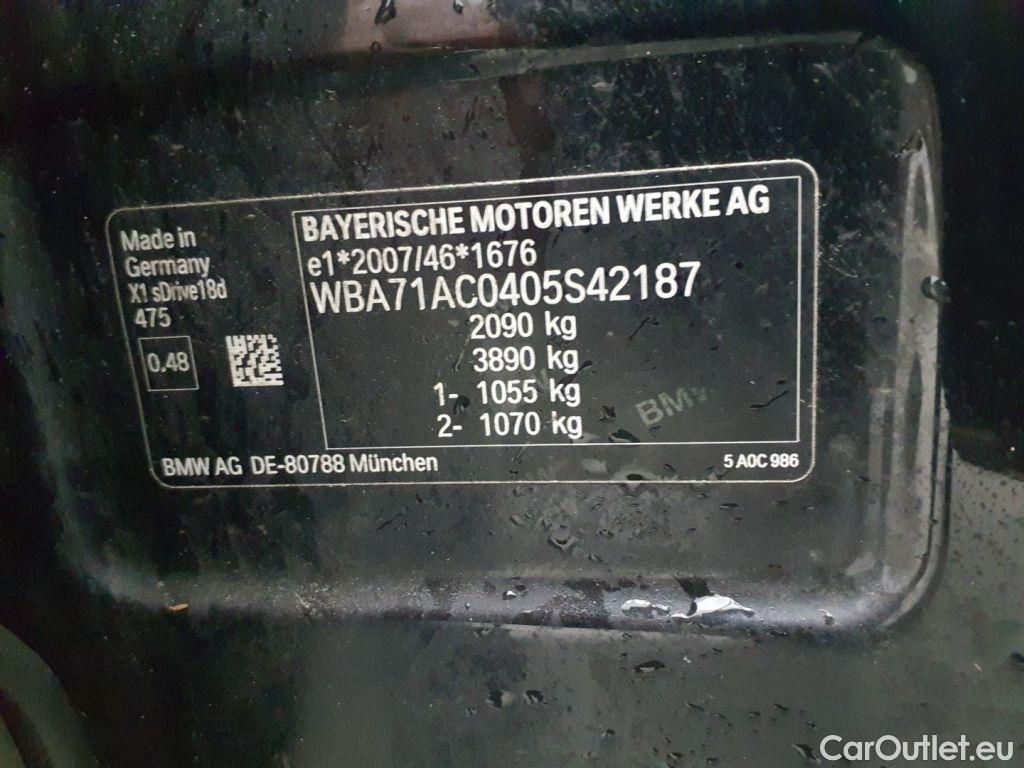 Made in
Germany
X1 sDrive18d
475
0.48
BAYERISCHE MOTOREN WERKE AG
e1*2007/46*1676
WBA71AC0405S42187
2090 kg
3890 kg
1- 1055 kg
2- 1070 kg
BMW
BMW AG DE-80788 München
5 A0C 986
CarOutlet.eu